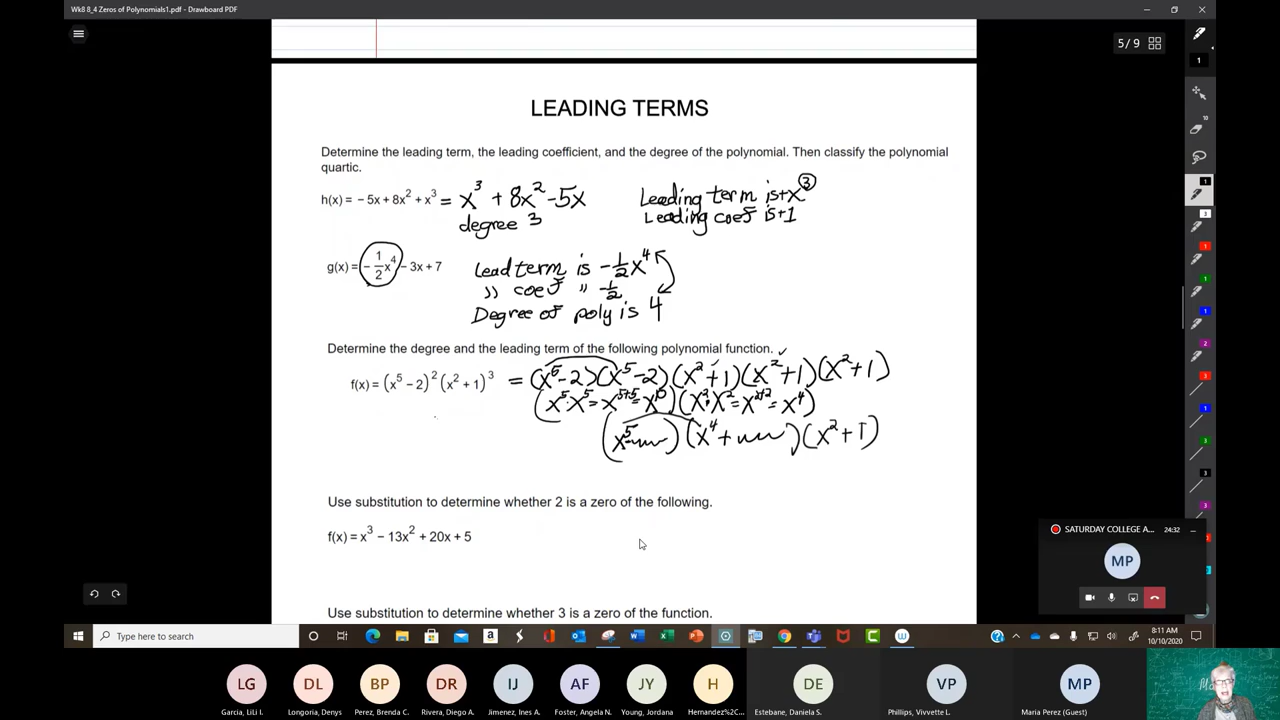 Wk8 8_4 Zeros of Polynomials1.pdf - Drawboard PDF
5 / 9
LEADING TERMS
Determine the leading term, the leading coefficient, and the degree of the polynomial. Then classify the polynomial
quartic.
h(x) = − 5x + 8x² + x³ = x³ + 8x² -5x
degree 3
Leading term is +x³
Leading coef is +1
g(x) = − 1/2 x⁴ − 3x + 7
Lead term is -1/2 x⁴
" coef " -1/2
Degree of poly is 4
Determine the degree and the leading term of the following polynomial function.
f(x) = (x⁵ − 2)² (x² + 1)³ = (x⁵-2)(x⁵-2)(x²+1)(x²+1)(x²+1)
(x⁵·x⁵ = x⁵⁺⁵ = x¹⁰)(x²·x² = x²⁺² = x⁴)
(x⁵ (x⁴ + )(x²+1)
Use substitution to determine whether 2 is a zero of the following.
f(x) = x³ − 13x² + 20x + 5
Use substitution to determine whether 3 is a zero of the function.
SATURDAY COLLEGE A... 24:32
MP
Type here to search
8:11 AM
10/10/2020
LG DL BP DR IJ AF JY H DE VP MP
Garcia, LiLi I. Longoria, Denys Perez, Brenda C. Rivera, Diego A. Jimenez, Ines A. Foster, Angela N. Young, Jordana Hernandez%2C... Estebane, Daniela S. Phillips, Vivvette L. Maria Perez (Guest)